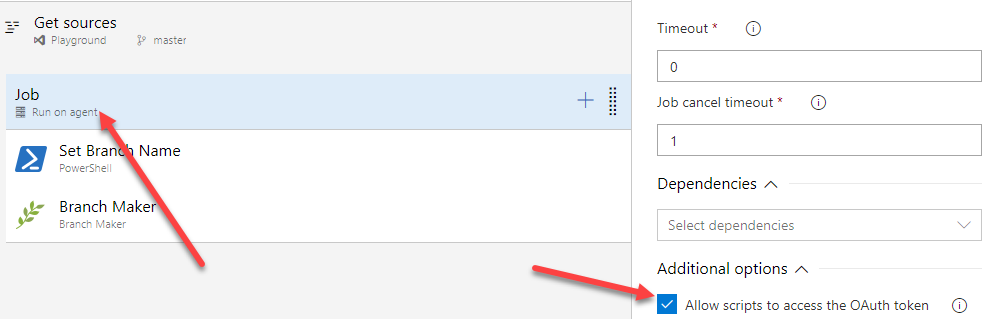 Get sources
Playground master
Job
Run on agent
Set Branch Name
PowerShell
Branch Maker
Branch Maker
Timeout *
0
Job cancel timeout *
1
Dependencies
Select dependencies
Additional options
Allow scripts to access the OAuth token